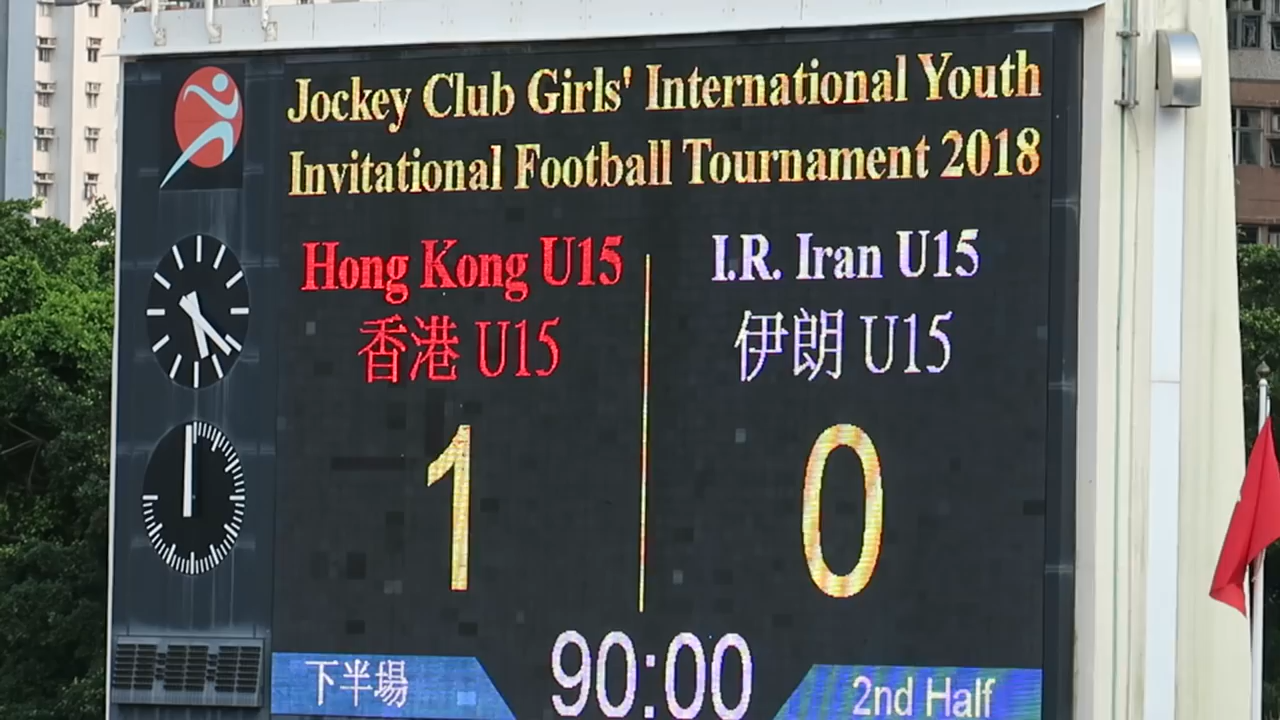 Jockey Club Girls' International Youth
Invitational Football Tournament 2018
Hong Kong U15
I.R. Iran U15
香港 U15
伊朗 U15
1
0
下半場
90:00
2nd Half